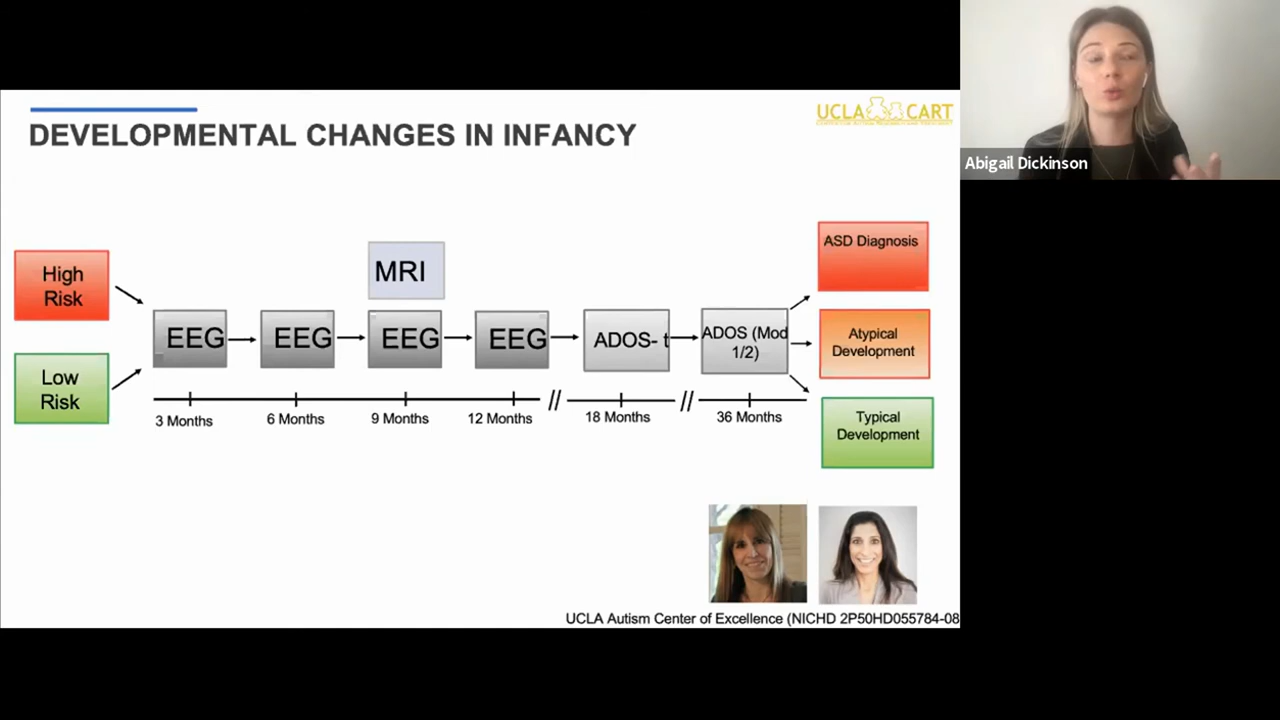 DEVELOPMENTAL CHANGES IN INFANCY
UCLA CART
Abigail Dickinson
High
Risk
Low
Risk
MRI
EEG
EEG
EEG
EEG
ADOS- t
ADOS (Mod
1/2)
ASD Diagnosis
Atypical
Development
Typical
Development
3 Months
6 Months
9 Months
12 Months
18 Months
36 Months
UCLA Autism Center of Excellence (NICHD 2P50HD055784-08